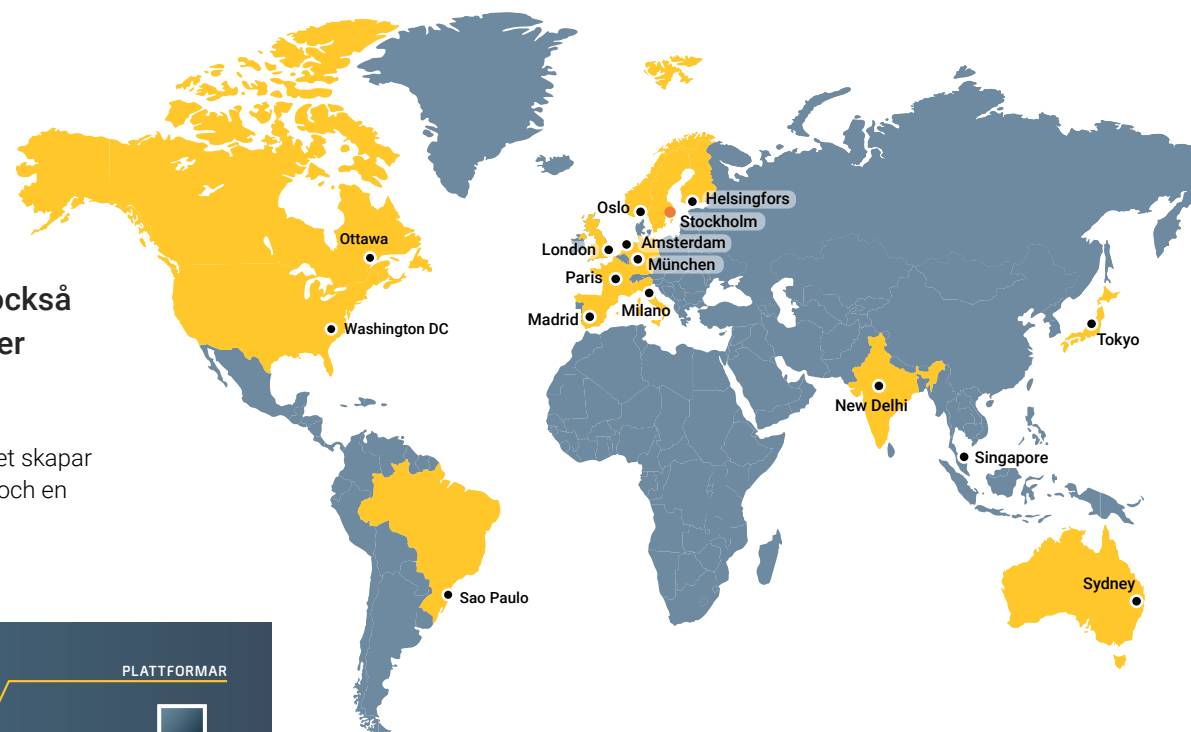 Helsingfors
Oslo
Stockholm
Ottawa
London
Amsterdam
München
Paris
också
Milano
Madrid
Washington DC
er
Tokyo
New Delhi
et skapar
Singapore
och en
Sydney
Sao Paulo
PLATTFORMAR